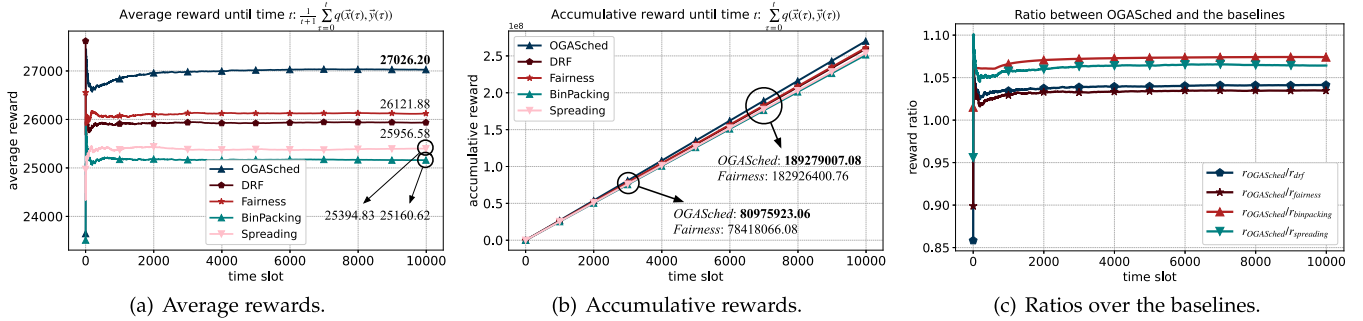 Average reward until time t: 1/(t+1) ∑_{τ=0}^{t} q(x⃗(τ), y⃗(τ))
27000
26000
25000
24000
average reward
27026.20
26121.88
25956.58
25394.83 25160.62
OGASched
DRF
Fairness
BinPacking
Spreading
0 2000 4000 6000 8000 10000
time slot
(a) Average rewards.
Accumulative reward until time t: ∑_{τ=0}^{t} q(x⃗(τ), y⃗(τ))
1e8
2.5
2.0
1.5
1.0
0.5
0.0
accumulative reward
OGASched
DRF
Fairness
BinPacking
Spreading
OGASched: 189279007.08
Fairness: 182926400.76
OGASched: 80975923.06
Fairness: 78418066.08
0 2000 4000 6000 8000 10000
time slot
(b) Accumulative rewards.
Ratio between OGASched and the baselines
1.10
1.05
1.00
0.95
0.90
0.85
reward ratio
r_OGASched/r_drf
r_OGASched/r_fairness
r_OGASched/r_binpacking
r_OGASched/r_spreading
0 2000 4000 6000 8000 10000
time slot
(c) Ratios over the baselines.